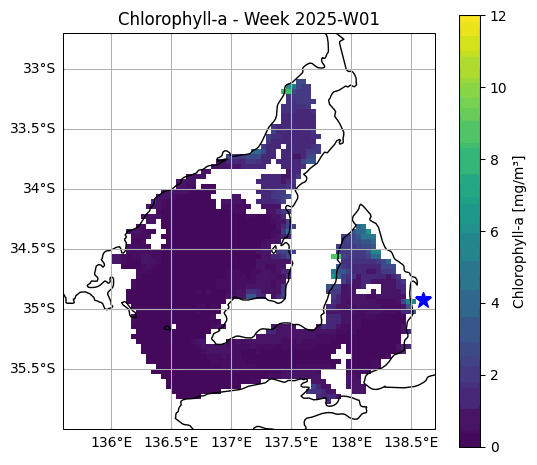 Chlorophyll-a - Week 2025-W01
33°S
33.5°S
34°S
34.5°S
35°S
35.5°S
136°E 136.5°E 137°E 137.5°E 138°E 138.5°E
12
10
8
6
4
2
0
Chlorophyll-a [mg/m³]